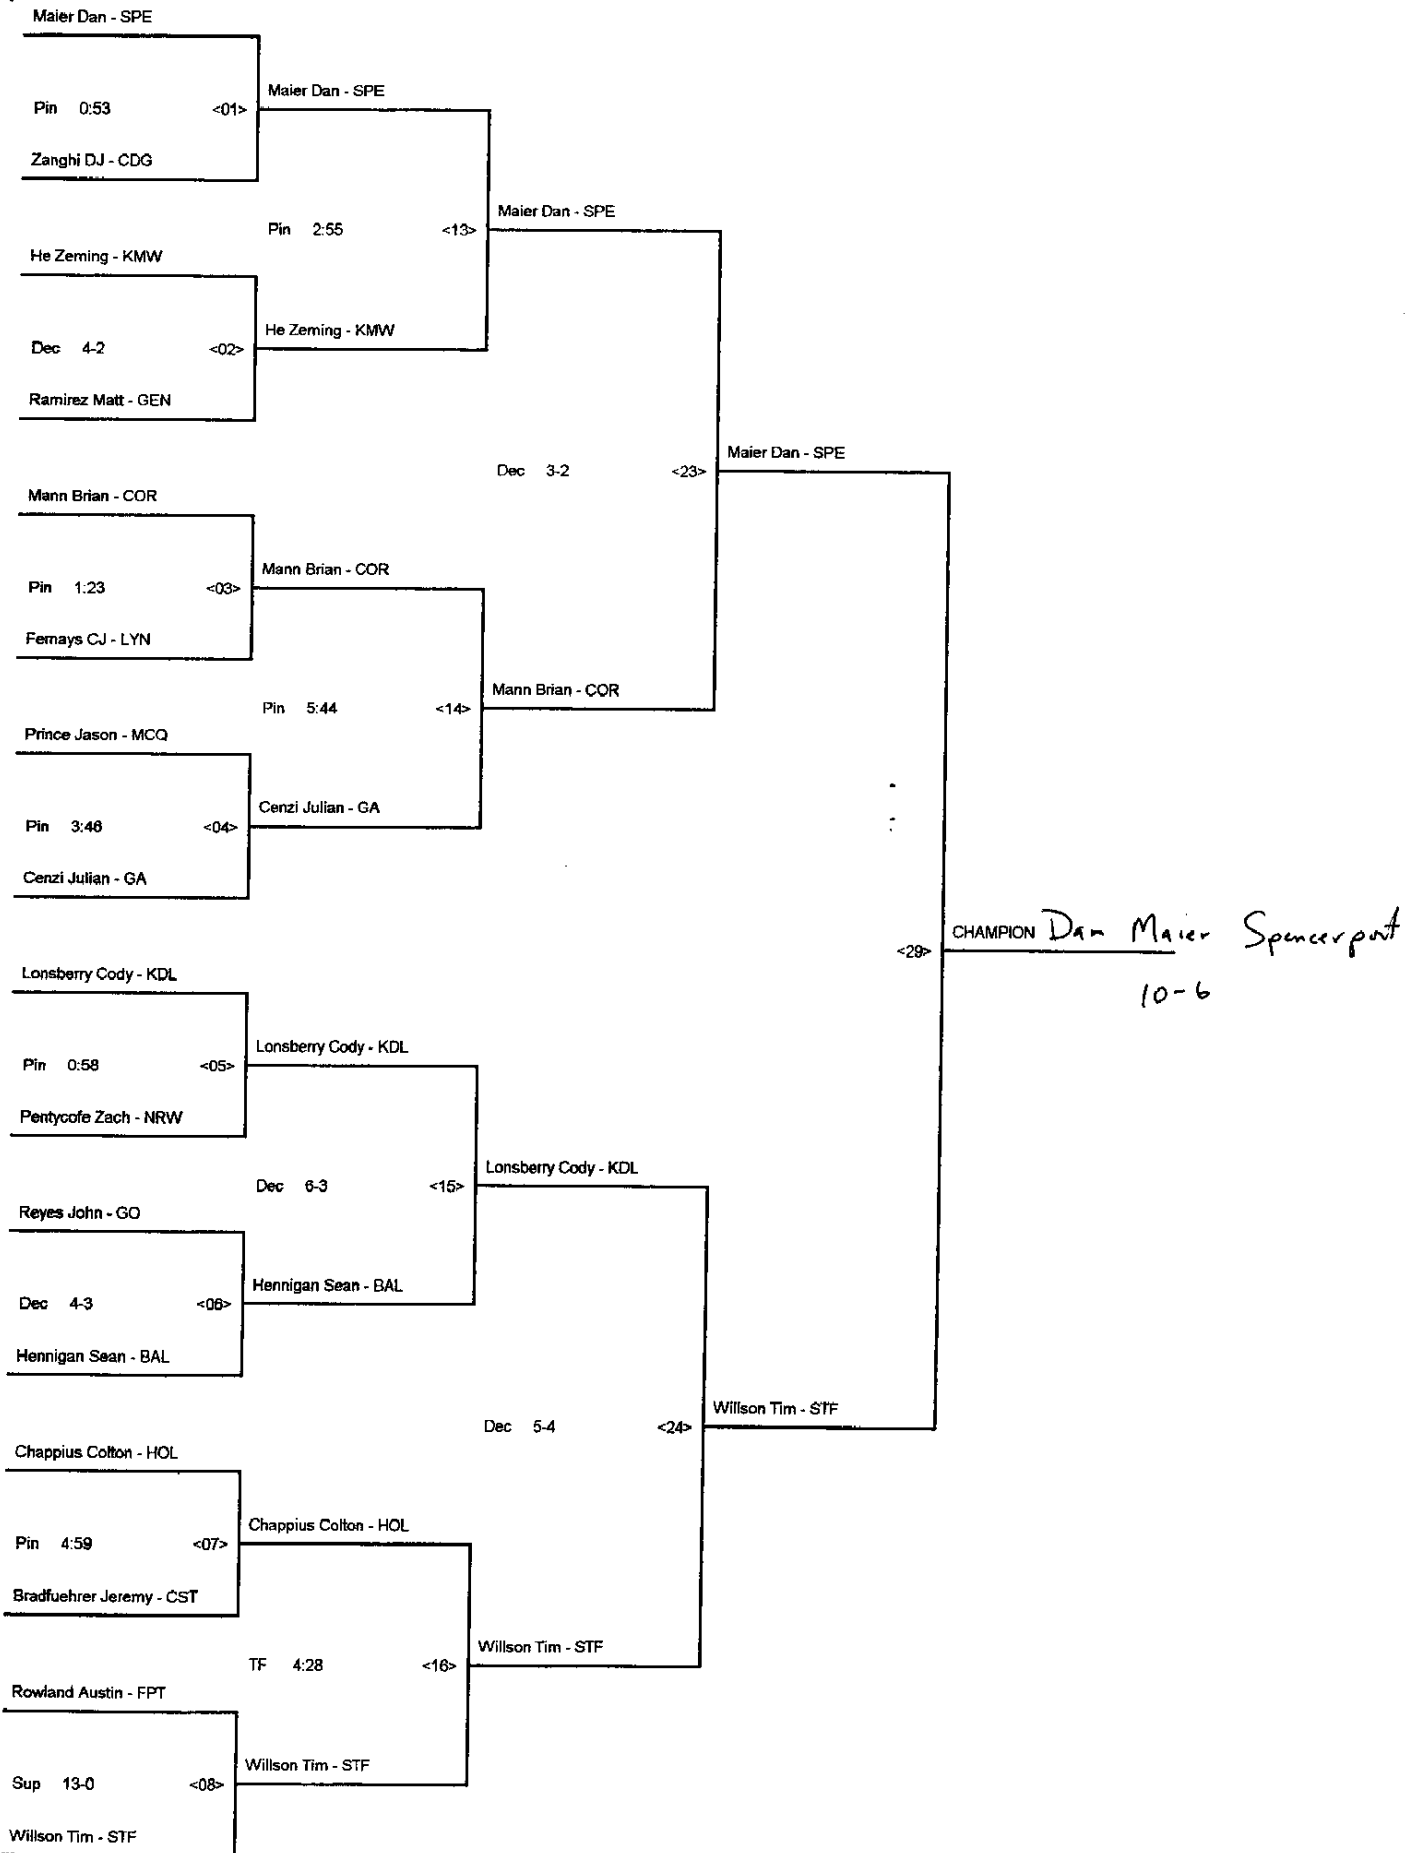 Maier Dan - SPE
Pin 0:53 <01>
Maier Dan - SPE
Zanghi DJ - CDG
Pin 2:55 <13>
Maier Dan - SPE
He Zeming - KMW
Dec 4-2 <02>
He Zeming - KMW
Ramirez Matt - GEN
Dec 3-2 <23>
Maier Dan - SPE
Mann Brian - COR
Pin 1:23 <03>
Mann Brian - COR
Fernays CJ - LYN
Pin 5:44 <14>
Mann Brian - COR
Prince Jason - MCQ
Pin 3:46 <04>
Cenzi Julian - GA
Cenzi Julian - GA
<29>
CHAMPION Dan Maier Spencerport
10-6
Lonsberry Cody - KDL
Pin 0:58 <05>
Lonsberry Cody - KDL
Pentycofe Zach - NRW
Dec 6-3 <15>
Lonsberry Cody - KDL
Reyes John - GO
Dec 4-3 <06>
Hennigan Sean - BAL
Hennigan Sean - BAL
Dec 5-4 <24>
Willson Tim - STF
Chappius Colton - HOL
Pin 4:59 <07>
Chappius Colton - HOL
Bradfuehrer Jeremy - CST
TF 4:28 <16>
Willson Tim - STF
Rowland Austin - FPT
Sup 13-0 <08>
Willson Tim - STF
Willson Tim - STF